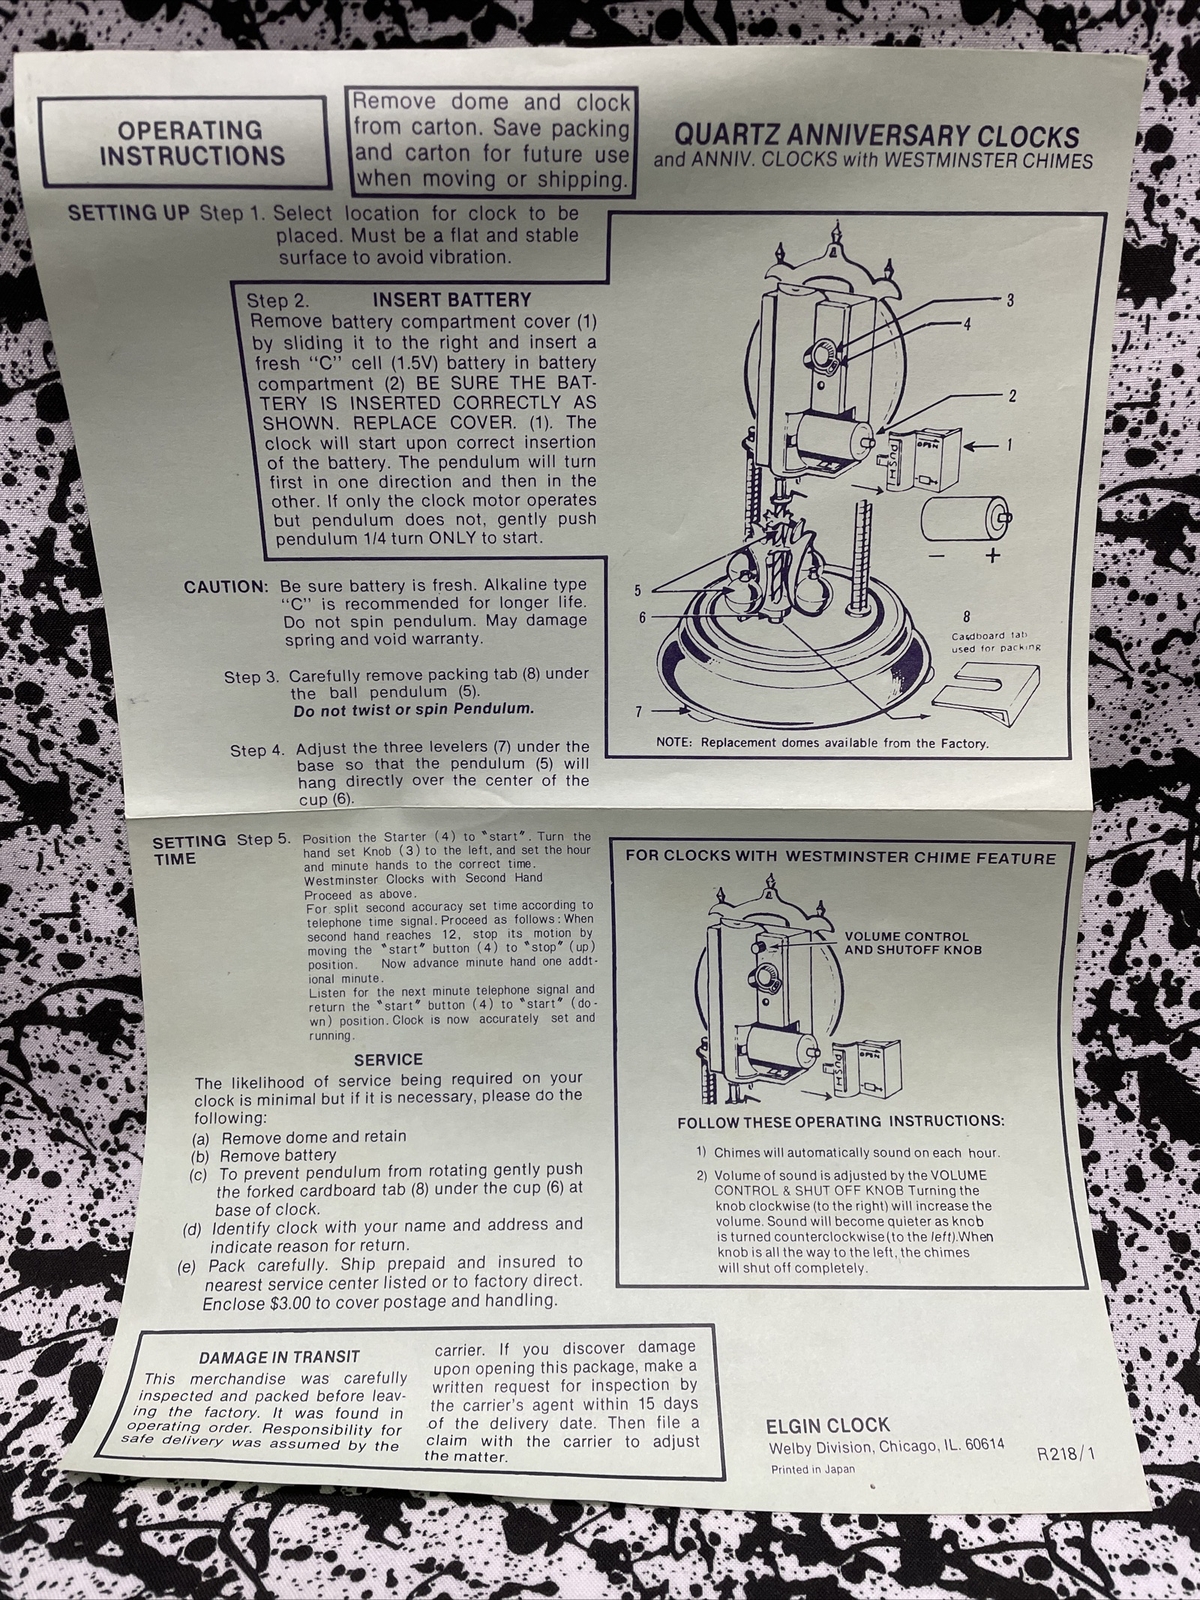 OPERATING
INSTRUCTIONS
Remove dome and clock
from carton. Save packing
and carton for future use
when moving or shipping.
QUARTZ ANNIVERSARY CLOCKS
and ANNIV. CLOCKS with WESTMINSTER CHIMES
SETTING UP Step 1. Select location for clock to be
placed. Must be a flat and stable
surface to avoid vibration.
Step 2. INSERT BATTERY
Remove battery compartment cover (1)
by sliding it to the right and insert a
fresh "C" cell (1.5V) battery in battery
compartment (2) BE SURE THE BAT-
TERY IS INSERTED CORRECTLY AS
SHOWN. REPLACE COVER. (1). The
clock will start upon correct insertion
of the battery. The pendulum will turn
first in one direction and then in the
other. If only the clock motor operates
but pendulum does not, gently push
pendulum 1/4 turn ONLY to start.
CAUTION: Be sure battery is fresh. Alkaline type
"C" is recommended for longer life.
Do not spin pendulum. May damage
spring and void warranty.
Step 3. Carefully remove packing tab (8) under
the ball pendulum (5).
Do not twist or spin Pendulum.
Step 4. Adjust the three levelers (7) under the
base so that the pendulum (5) will
hang directly over the center of the
cup (6).
3
4
2
1
OPEN
PUSH
- +
5
6
8
Cardboard tab
used for packing
7
NOTE: Replacement domes available from the Factory.
SETTING TIME Step 5. Position the Starter (4) to "start". Turn the
hand set Knob (3) to the left, and set the hour
and minute hands to the correct time.
Westminster Clocks with Second Hand
Proceed as above.
For split second accuracy set time according to
telephone time signal. Proceed as follows: When
second hand reaches 12, stop its motion by
moving the "start" button (4) to "stop" (up)
position. Now advance minute hand one addt-
ional minute.
Listen for the next minute telephone signal and
return the "start" button (4) to "start" (do-
wn) position. Clock is now accurately set and
running.
SERVICE
The likelihood of service being required on your
clock is minimal but if it is necessary, please do the
following:
(a) Remove dome and retain
(b) Remove battery
(c) To prevent pendulum from rotating gently push
the forked cardboard tab (8) under the cup (6) at
base of clock.
(d) Identify clock with your name and address and
indicate reason for return.
(e) Pack carefully. Ship prepaid and insured to
nearest service center listed or to factory direct.
Enclose $3.00 to cover postage and handling.
FOR CLOCKS WITH WESTMINSTER CHIME FEATURE
VOLUME CONTROL
AND SHUTOFF KNOB
OPEN
PUSH
FOLLOW THESE OPERATING INSTRUCTIONS:
1) Chimes will automatically sound on each hour.
2) Volume of sound is adjusted by the VOLUME
CONTROL & SHUT OFF KNOB Turning the
knob clockwise (to the right) will increase the
volume. Sound will become quieter as knob
is turned counterclockwise (to the left). When
knob is all the way to the left, the chimes
will shut off completely.
DAMAGE IN TRANSIT
This merchandise was carefully
inspected and packed before leav-
ing the factory. It was found in
operating order. Responsibility for
safe delivery was assumed by the
carrier. If you discover damage
upon opening this package, make a
written request for inspection by
the carrier's agent within 15 days
of the delivery date. Then file a
claim with the carrier to adjust
the matter.
ELGIN CLOCK
Welby Division, Chicago, IL. 60614
Printed in Japan
R218/1